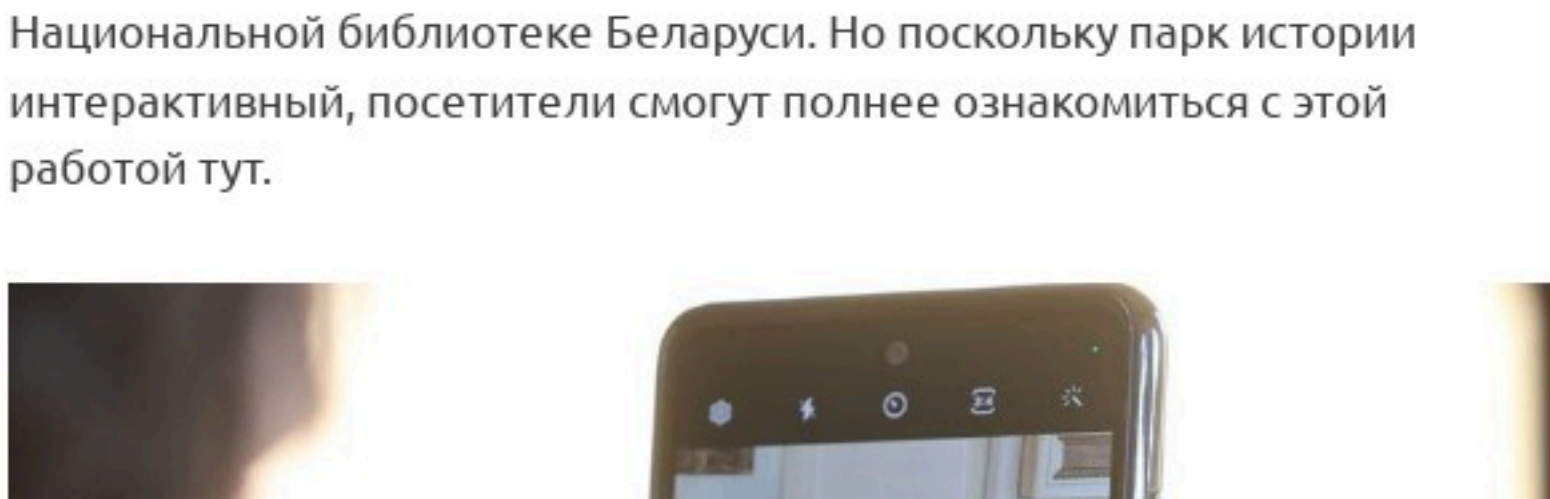 Национальной библиотеке Беларуси. Но поскольку парк истории
интерактивный, посетители смогут полнее ознакомиться с этой
работой тут.